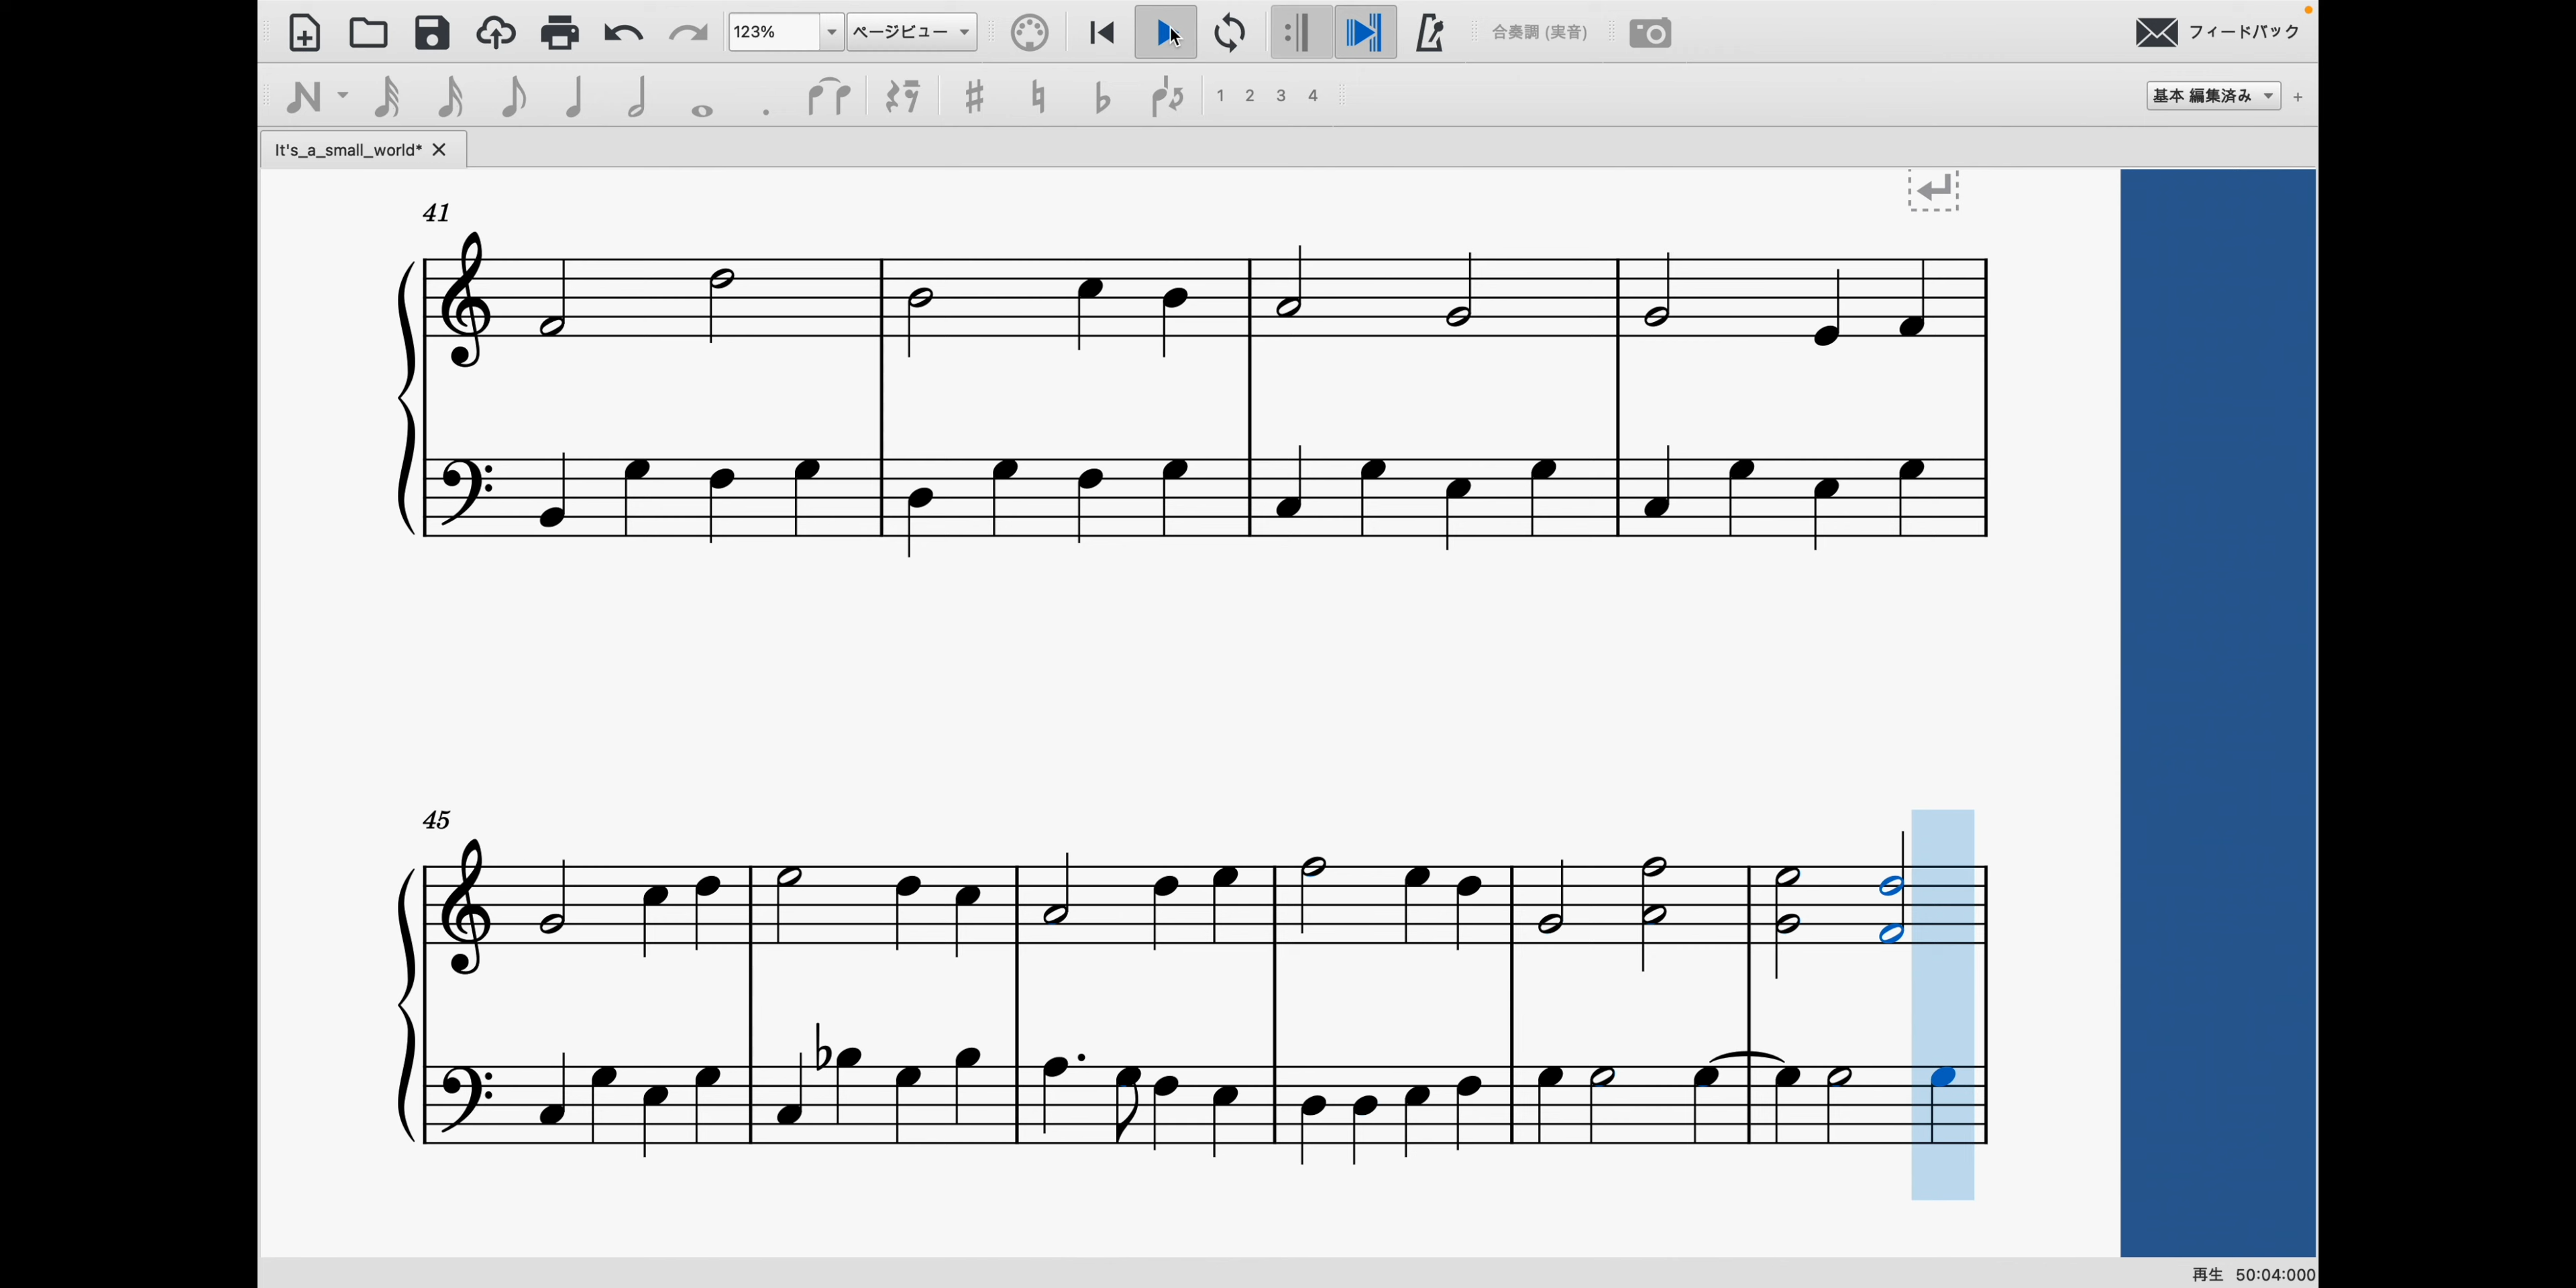 123%
ページビュー
合奏調 (実音)
フィードバック
1 2 3 4
基本 編集済み
+
It's_a_small_world*
41
45
再生 50:04:000